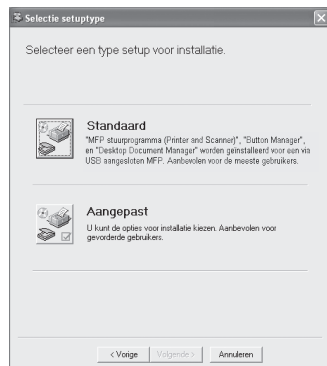 Selectie setuptype
Selecteer een type setup voor installatie.
Standaard
"MFP stuurprogramma (Printer and Scanner)", "Button Manager",
en "Desktop Document Manager" worden geïnstalleerd voor een via
USB aangesloten MFP. Aanbevolen voor de meeste gebruikers.
Aangepast
U kunt de opties voor installatie kiezen. Aanbevolen voor
gevorderde gebruikers.
< Vorige Volgende > Annuleren